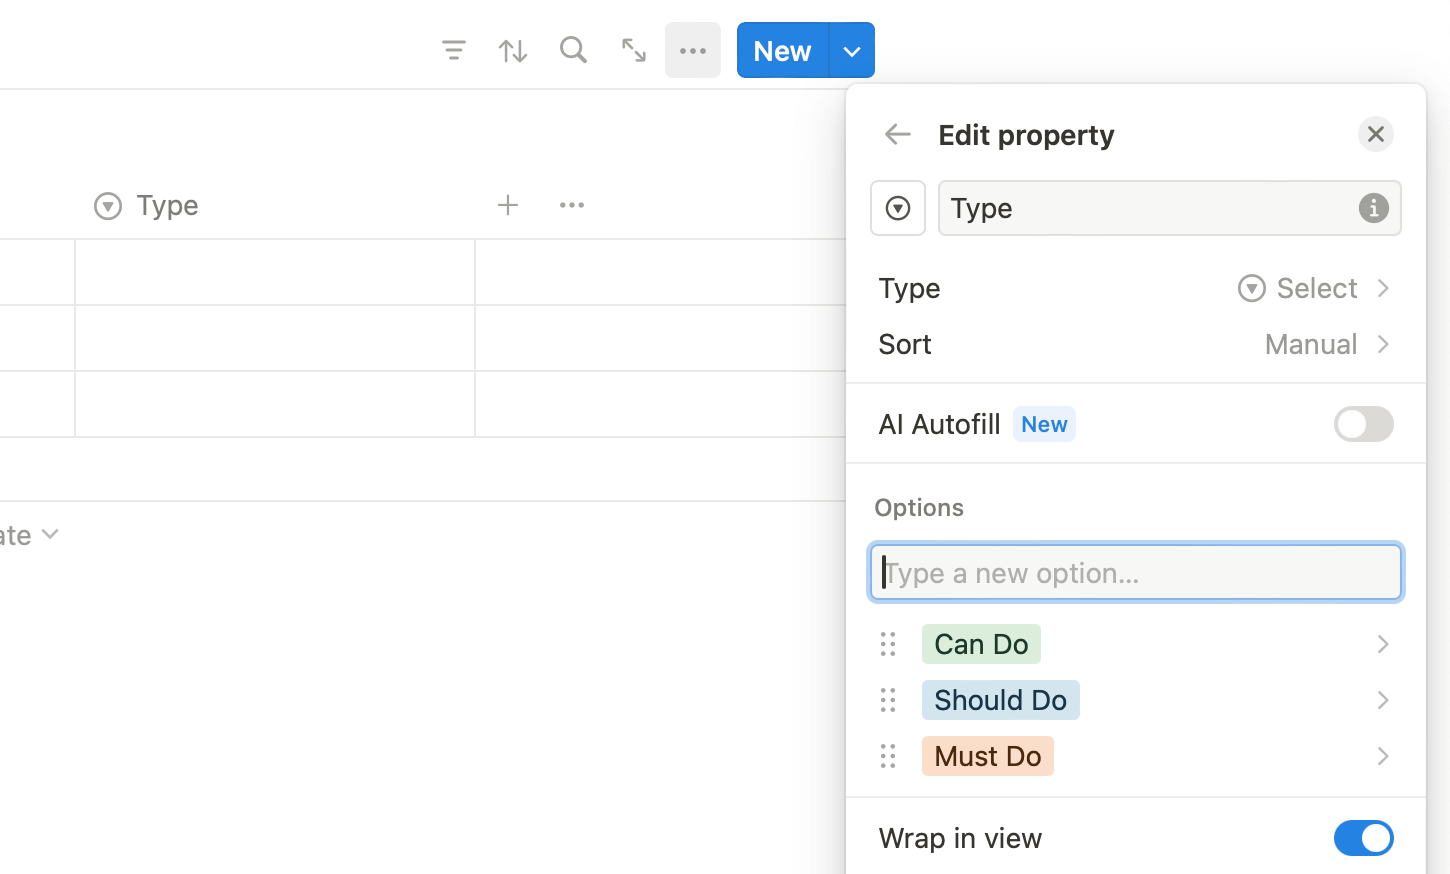 New
Edit property
Type
Type
Type Select
Sort Manual
AI Autofill New
Options
ate
Type a new option...
Can Do
Should Do
Must Do
Wrap in view